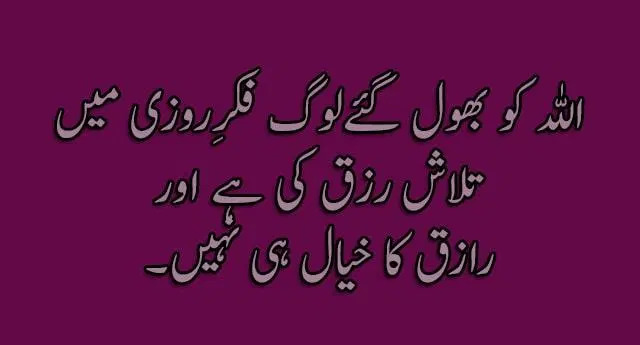 اللہ کو بھول گئے لوگ فکرِ روزی میں
تلاش رزق کی ہے اور
رازق کا خیال ہی نہیں۔